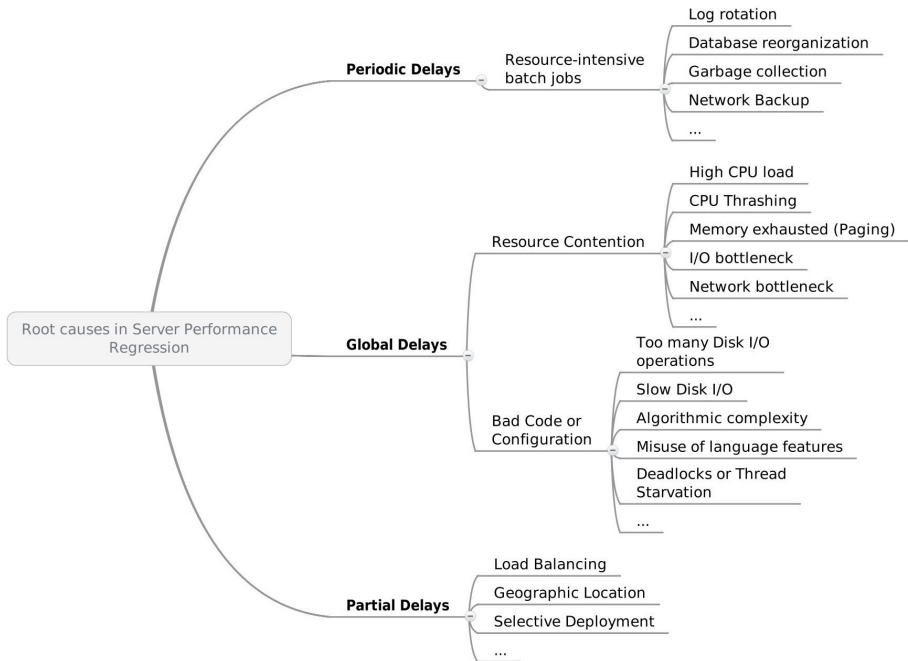 Root causes in Server Performance
Regression
Periodic Delays
Resource-intensive
batch jobs
Log rotation
Database reorganization
Garbage collection
Network Backup
...
Global Delays
Resource Contention
High CPU load
CPU Thrashing
Memory exhausted (Paging)
I/O bottleneck
Network bottleneck
...
Bad Code or
Configuration
Too many Disk I/O
operations
Slow Disk I/O
Algorithmic complexity
Misuse of language features
Deadlocks or Thread
Starvation
...
Partial Delays
Load Balancing
Geographic Location
Selective Deployment
...